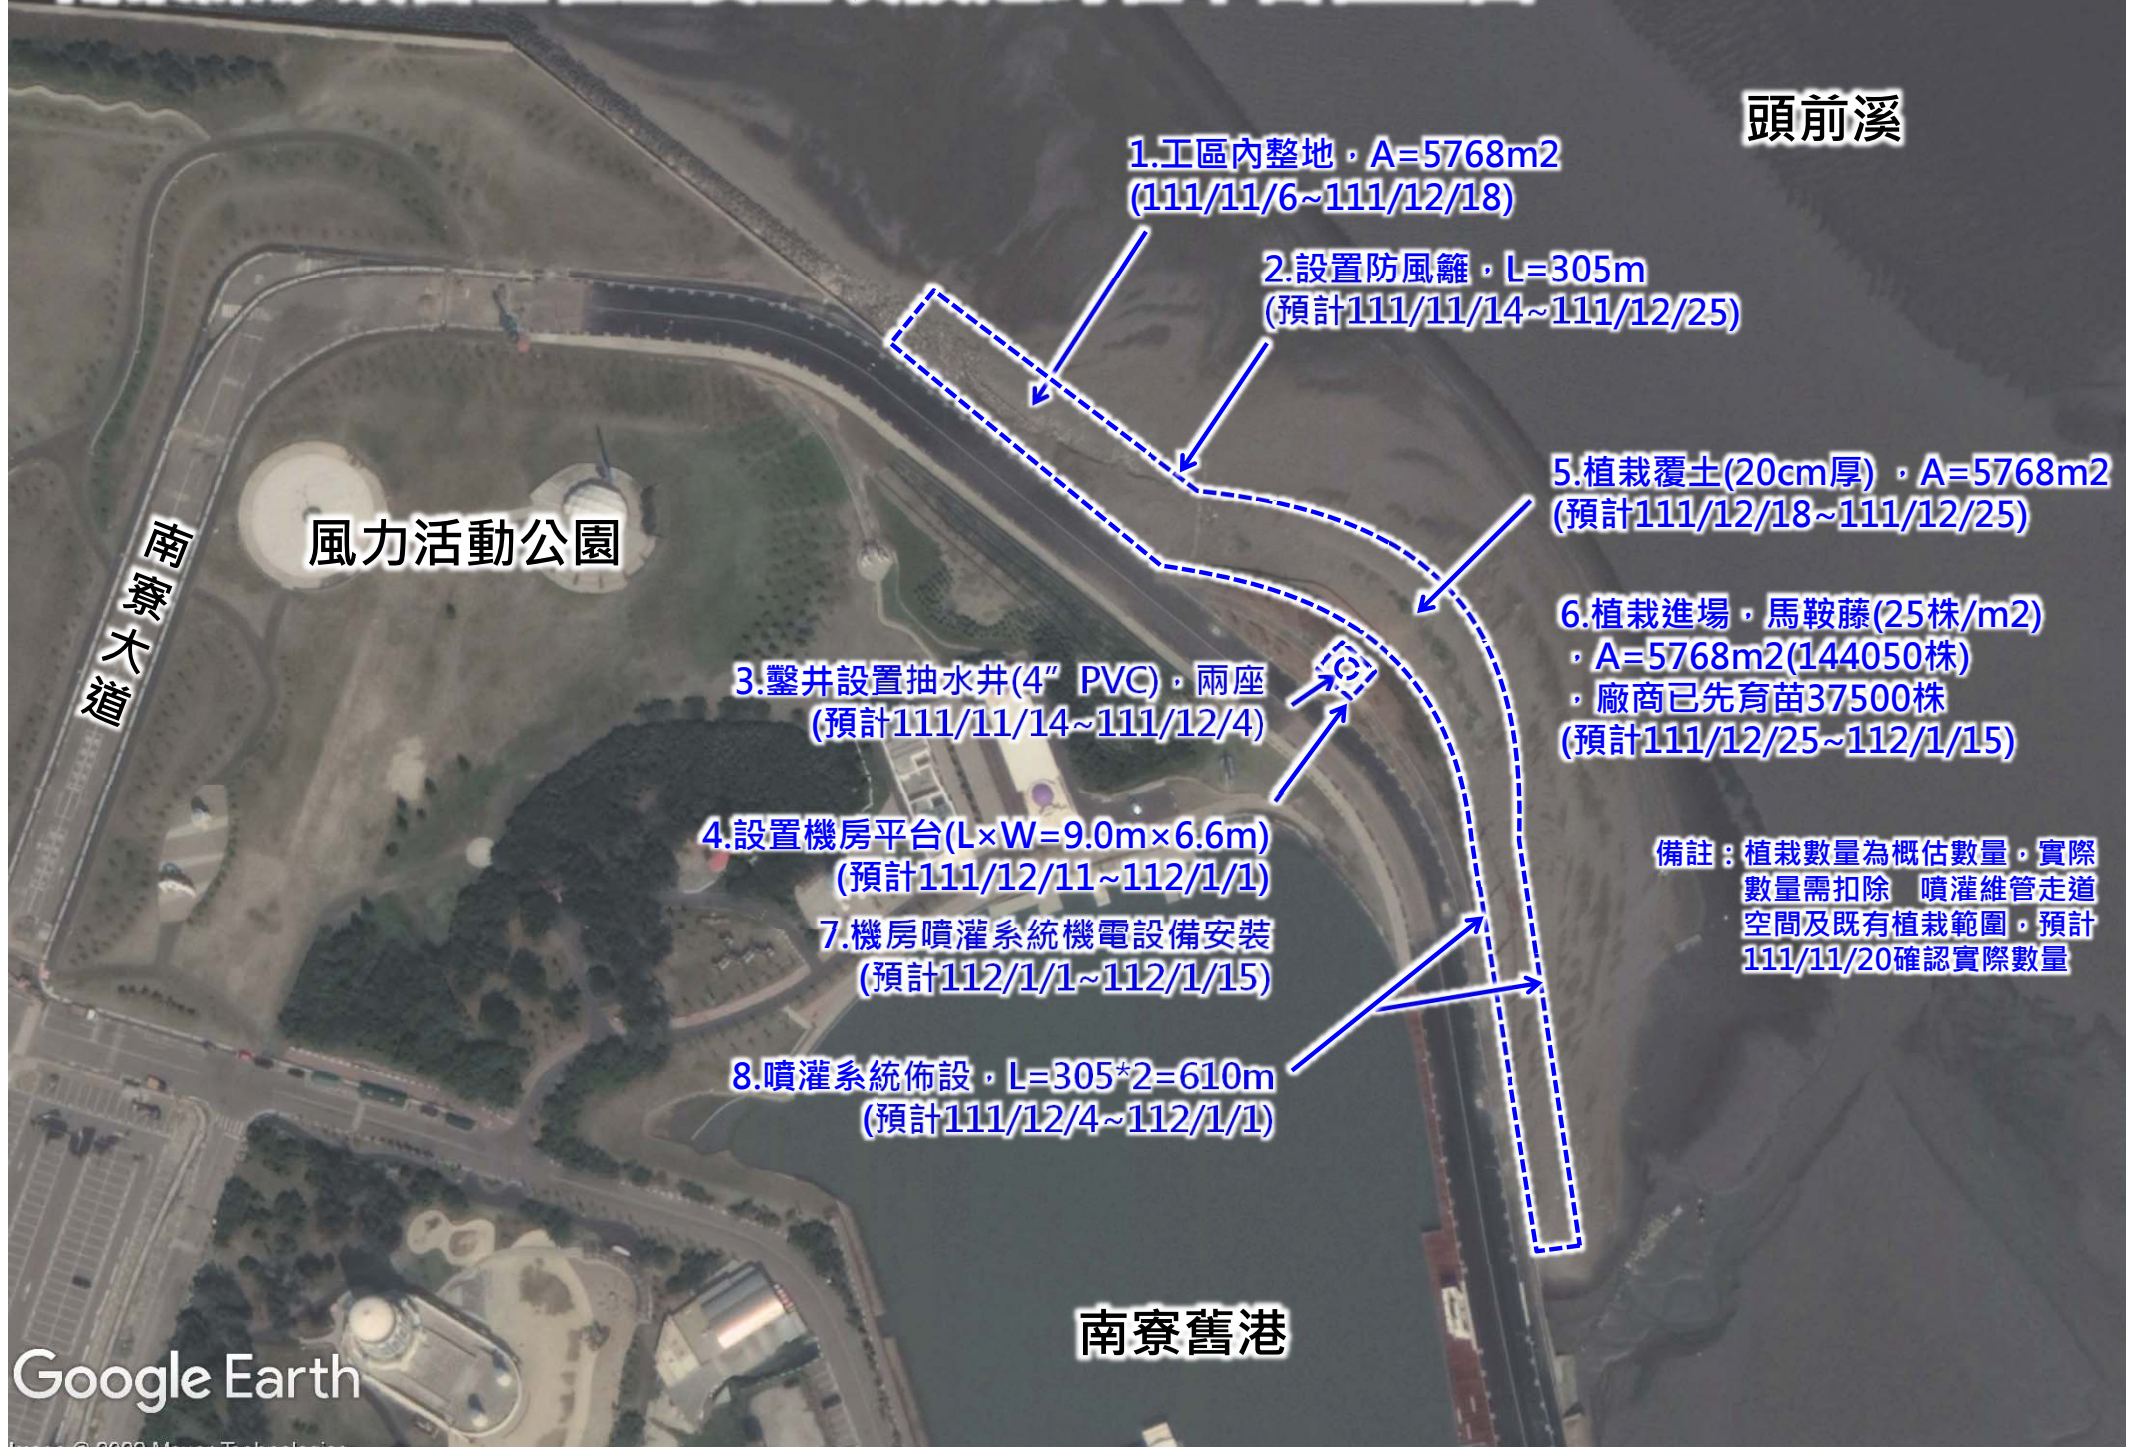 頭前溪
1.工區內整地，A=5768m2
(111/11/6~111/12/18)
2.設置防風籬，L=305m
(預計111/11/14~111/12/25)
5.植栽覆土(20cm厚) ，A=5768m2
(預計111/12/18~111/12/25)
南寮大道
風力活動公園
6.植栽進場，馬鞍藤(25株/m2)
，A=5768m2(144050株)
，廠商已先育苗37500株
(預計111/12/25~112/1/15)
3.鑿井設置抽水井(4”PVC)，兩座
(預計111/11/14~111/12/4)
4.設置機房平台(L×W=9.0m×6.6m)
(預計111/12/11~112/1/1)
備註：植栽數量為概估數量，實際
數量需扣除　噴灌維管走道
空間及既有植栽範圍，預計
111/11/20確認實際數量
7.機房噴灌系統機電設備安裝
(預計112/1/1~112/1/15)
8.噴灌系統佈設，L=305*2=610m
(預計111/12/4~112/1/1)
南寮舊港
Google Earth